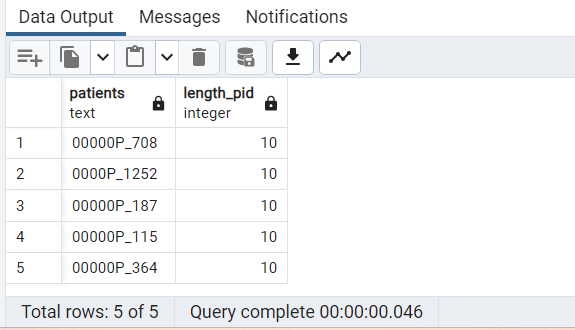 Data Output Messages Notifications
patients length_pid
text integer
1 00000P_708 10
2 0000P_1252 10
3 00000P_187 10
4 00000P_115 10
5 00000P_364 10
Total rows: 5 of 5 Query complete 00:00:00.046